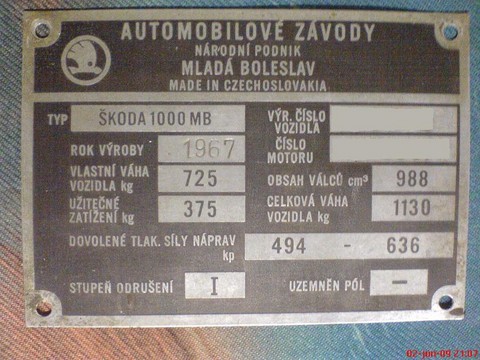 AUTOMOBILOVÉ ZÁVODY
NÁRODNÍ PODNIK
MLADÁ BOLESLAV
MADE IN CZECHOSLOVAKIA
TYP ŠKODA 1000 MB
ROK VÝROBY 1967
VLASTNÍ VÁHA VOZIDLA kg 725
UŽITEČNÉ ZATÍŽENÍ kg 375
VÝR. ČÍSLO VOZIDLA
ČÍSLO MOTORU
OBSAH VÁLCŮ cm³ 988
CELKOVÁ VÁHA VOZIDLA kg 1130
DOVOLENÉ TLAK. SÍLY NÁPRAV kp 494 - 636
STUPEŇ ODRUŠENÍ I
UZEMNĚN PÓL –
02-jun-09 21:07